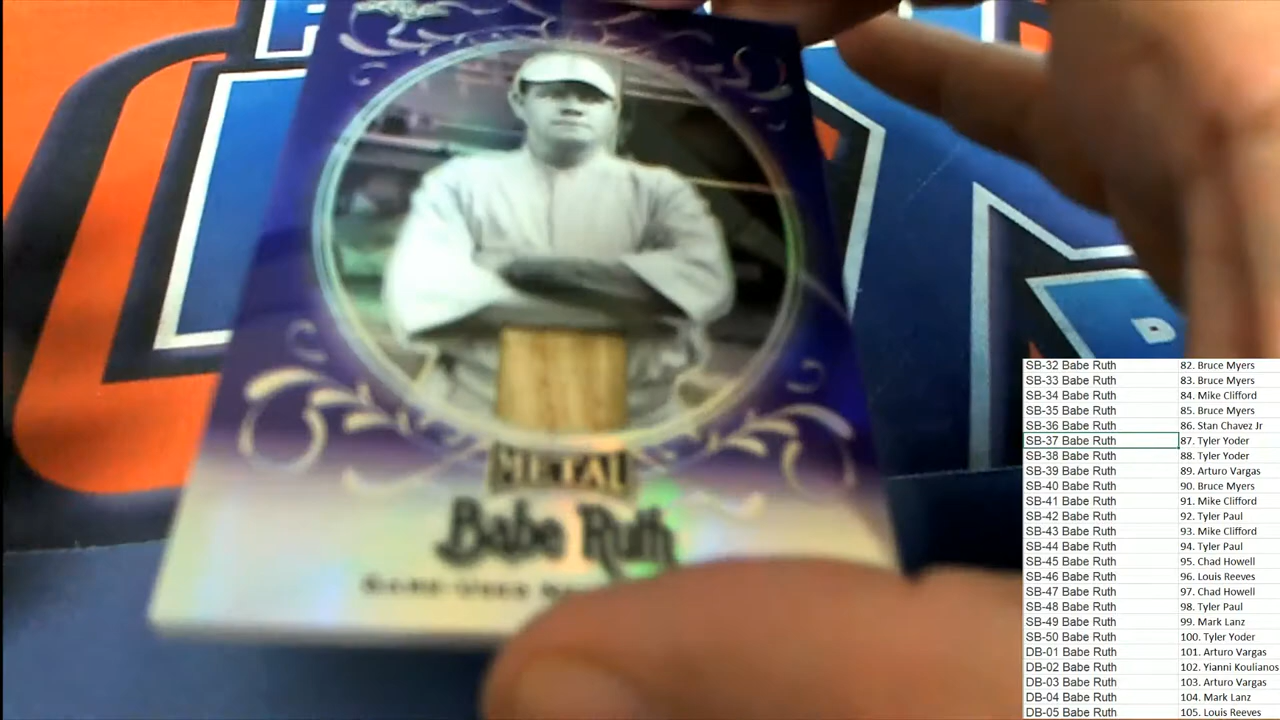 METAL
Babe Ruth
GAME-USED
SB-32 Babe Ruth 82. Bruce Myers
SB-33 Babe Ruth 83. Bruce Myers
SB-34 Babe Ruth 84. Mike Clifford
SB-35 Babe Ruth 85. Bruce Myers
SB-36 Babe Ruth 86. Stan Chavez Jr
SB-37 Babe Ruth 87. Tyler Yoder
SB-38 Babe Ruth 88. Tyler Yoder
SB-39 Babe Ruth 89. Arturo Vargas
SB-40 Babe Ruth 90. Bruce Myers
SB-41 Babe Ruth 91. Mike Clifford
SB-42 Babe Ruth 92. Tyler Paul
SB-43 Babe Ruth 93. Mike Clifford
SB-44 Babe Ruth 94. Tyler Paul
SB-45 Babe Ruth 95. Chad Howell
SB-46 Babe Ruth 96. Louis Reeves
SB-47 Babe Ruth 97. Chad Howell
SB-48 Babe Ruth 98. Tyler Paul
SB-49 Babe Ruth 99. Mark Lanz
SB-50 Babe Ruth 100. Tyler Yoder
DB-01 Babe Ruth 101. Arturo Vargas
DB-02 Babe Ruth 102. Yianni Koulianos
DB-03 Babe Ruth 103. Arturo Vargas
DB-04 Babe Ruth 104. Mark Lanz
DB-05 Babe Ruth 105. Louis Reeves